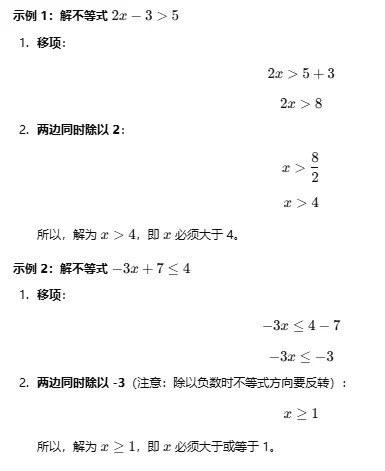 示例 1：解不等式 2x − 3 > 5
1. 移项：
2x > 5 + 3
2x > 8
2. 两边同时除以 2：
x > \frac{8}{2}
x > 4
所以，解为 x > 4，即 x 必须大于 4。
示例 2：解不等式 −3x + 7 ≤ 4
1. 移项：
−3x ≤ 4 − 7
−3x ≤ −3
2. 两边同时除以 -3（注意：除以负数时不等式方向要反转）：
x ≥ 1
所以，解为 x ≥ 1，即 x 必须大于或等于 1。